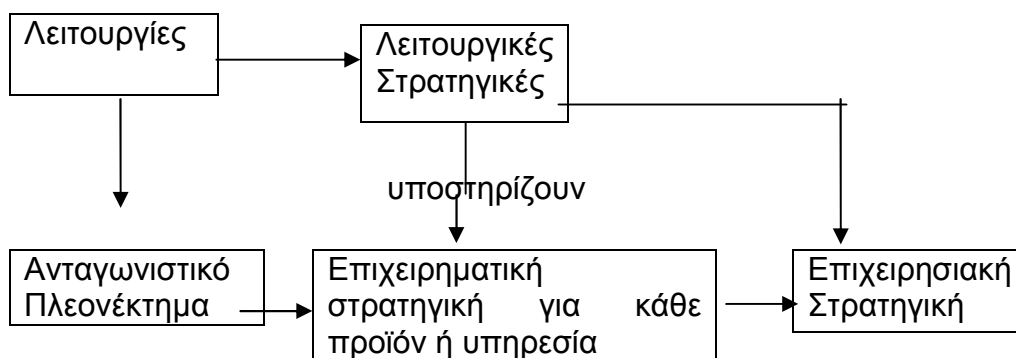 Λειτουργίες
Λειτουργικές
Στρατηγικές
υποστηρίζουν
Ανταγωνιστικό
Πλεονέκτημα
Επιχειρηματική
στρατηγική για κάθε
προϊόν ή υπηρεσία
Επιχειρησιακή
Στρατηγική